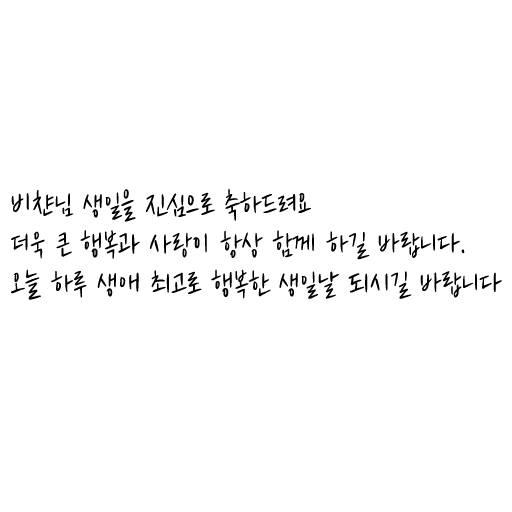 비챤님 생일을 진심으로 축하드려요
더욱 큰 행복과 사랑이 항상 함께 하길 바랍니다.
오늘 하루 생애 최고로 행복한 생일날 되시길 바랍니다